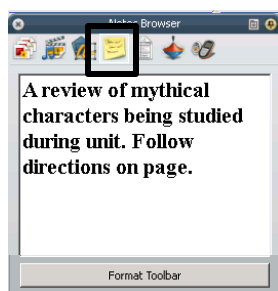 Notes Browser
A review of mythical
characters being studied
during unit. Follow
directions on page.
Format Toolbar